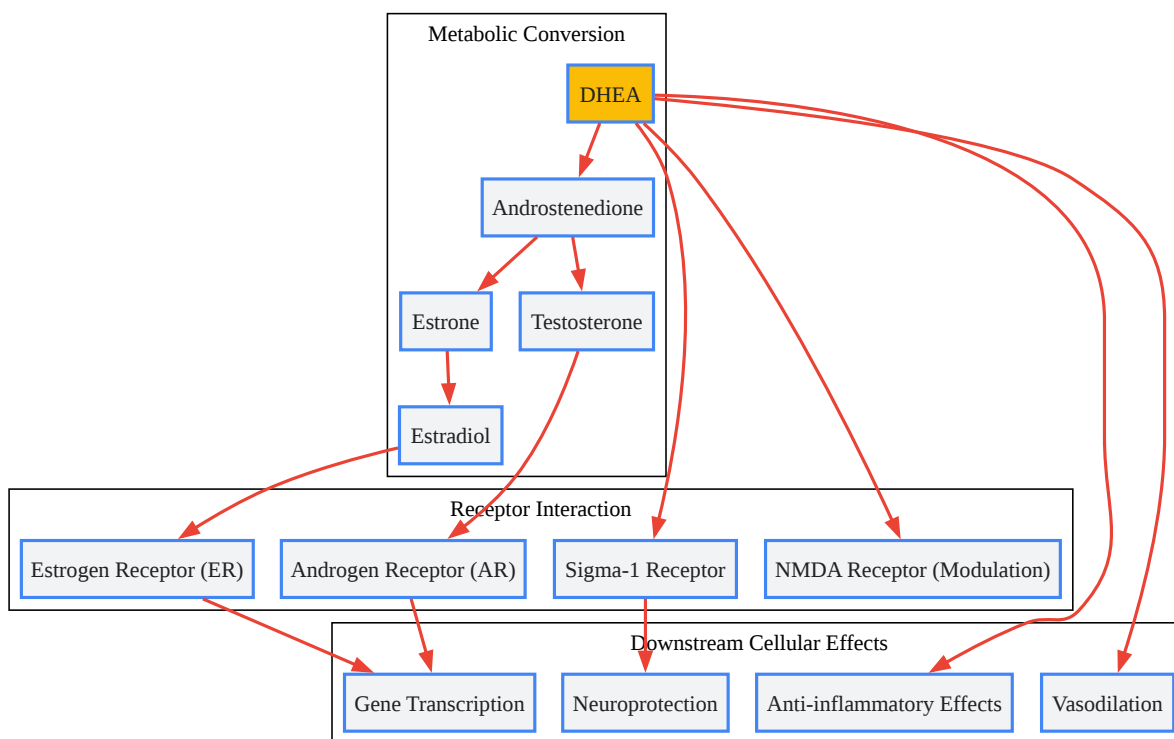 Metabolic Conversion
DHEA
Androstenedione
Estrone
Testosterone
Estradiol
Receptor Interaction
Estrogen Receptor (ER)
Androgen Receptor (AR)
Sigma-1 Receptor
NMDA Receptor (Modulation)
Downstream Cellular Effects
Gene Transcription
Neuroprotection
Anti-inflammatory Effects
Vasodilation